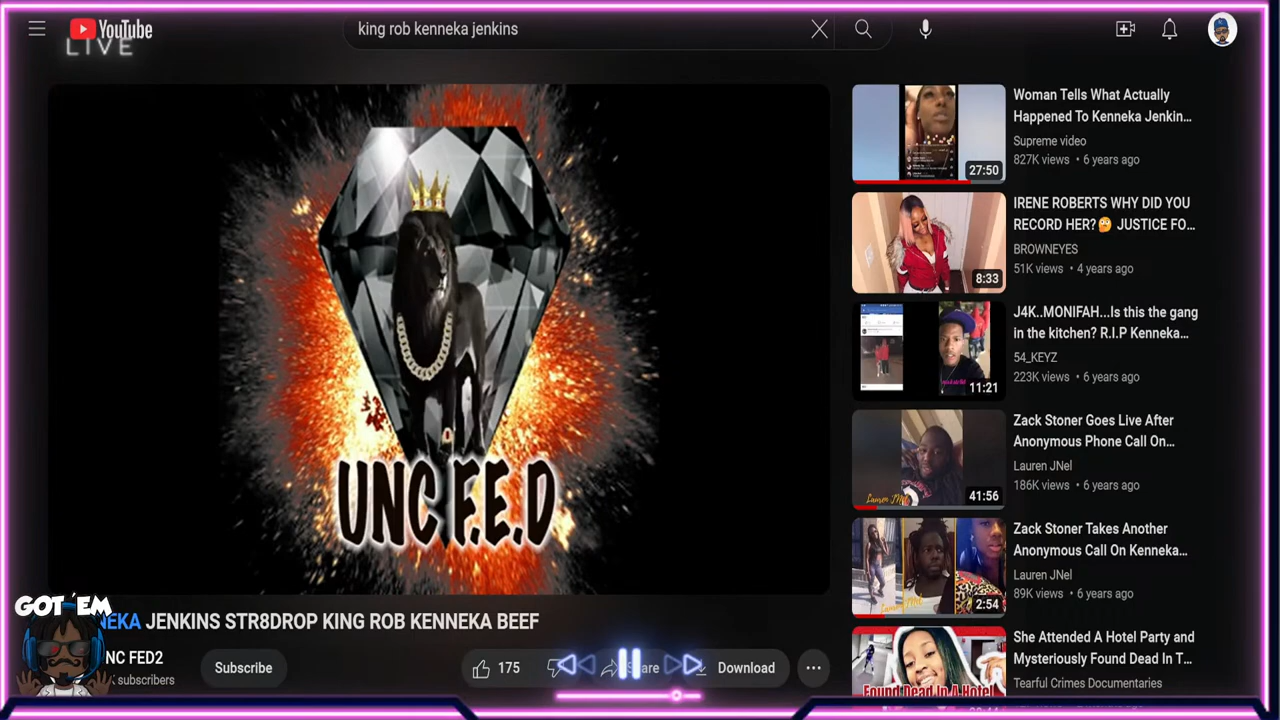 YouTube
LIVE
king rob kenneka jenkins
UNC F.E.D
GOT 'EM
NEKA JENKINS STR8DROP KING ROB KENNEKA BEEF
NC FED2
K subscribers
Subscribe
175
Share
Download
27:50
Woman Tells What Actually
Happened To Kenneka Jenkin...
Supreme video
827K views • 6 years ago
8:33
IRENE ROBERTS WHY DID YOU
RECORD HER?🤔 JUSTICE FO...
BROWNEYES
51K views • 4 years ago
11:21
J4K..MONIFAH...Is this the gang
in the kitchen? R.I.P Kenneka...
54_KEYZ
223K views • 6 years ago
Lauren JNel
41:56
Zack Stoner Goes Live After
Anonymous Phone Call On...
Lauren JNel
186K views • 6 years ago
2:54
Zack Stoner Takes Another
Anonymous Call On Kenneka...
Lauren JNel
89K views • 6 years ago
Found Dead In A Hotel
She Attended A Hotel Party and
Mysteriously Found Dead In T...
Tearful Crimes Documentaries